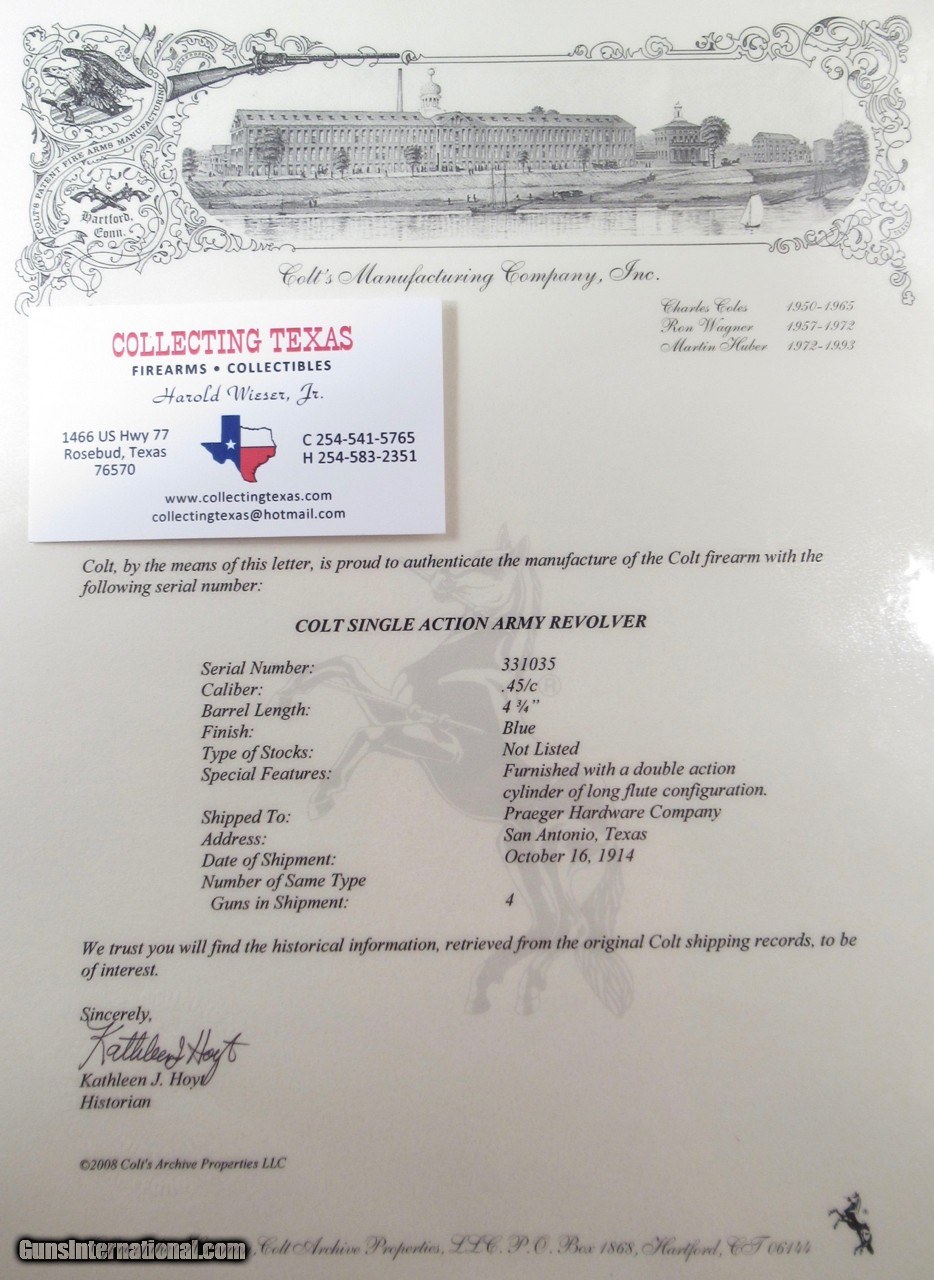 COLT'S PATENT FIRE ARMS MANUFACTURING CO
Hartford,
Conn.
Colt's Manufacturing Company, Inc.
Charles Coles 1950-1965
Ron Wagner 1957-1972
Martin Huber 1972-1993
COLLECTING TEXAS
FIREARMS • COLLECTIBLES
Harold Wieser, Jr.
1466 US Hwy 77
Rosebud, Texas
76570
C 254-541-5765
H 254-583-2351
www.collectingtexas.com
collectingtexas@hotmail.com
Colt, by the means of this letter, is proud to authenticate the manufacture of the Colt firearm with the
following serial number:
COLT SINGLE ACTION ARMY REVOLVER
Serial Number: 331035
Caliber: .45/c
Barrel Length: 4 ¾"
Finish: Blue
Type of Stocks: Not Listed
Special Features: Furnished with a double action
cylinder of long flute configuration.
Shipped To: Praeger Hardware Company
Address: San Antonio, Texas
Date of Shipment: October 16, 1914
Number of Same Type
Guns in Shipment: 4
We trust you will find the historical information, retrieved from the original Colt shipping records, to be
of interest.
Sincerely,
Kathleen J Hoyt
Kathleen J. Hoyt
Historian
©2008 Colt's Archive Properties LLC
GunsInternational.com
Colt Archive Properties, LLC. P.O. Box 1868, Hartford, CT 06144